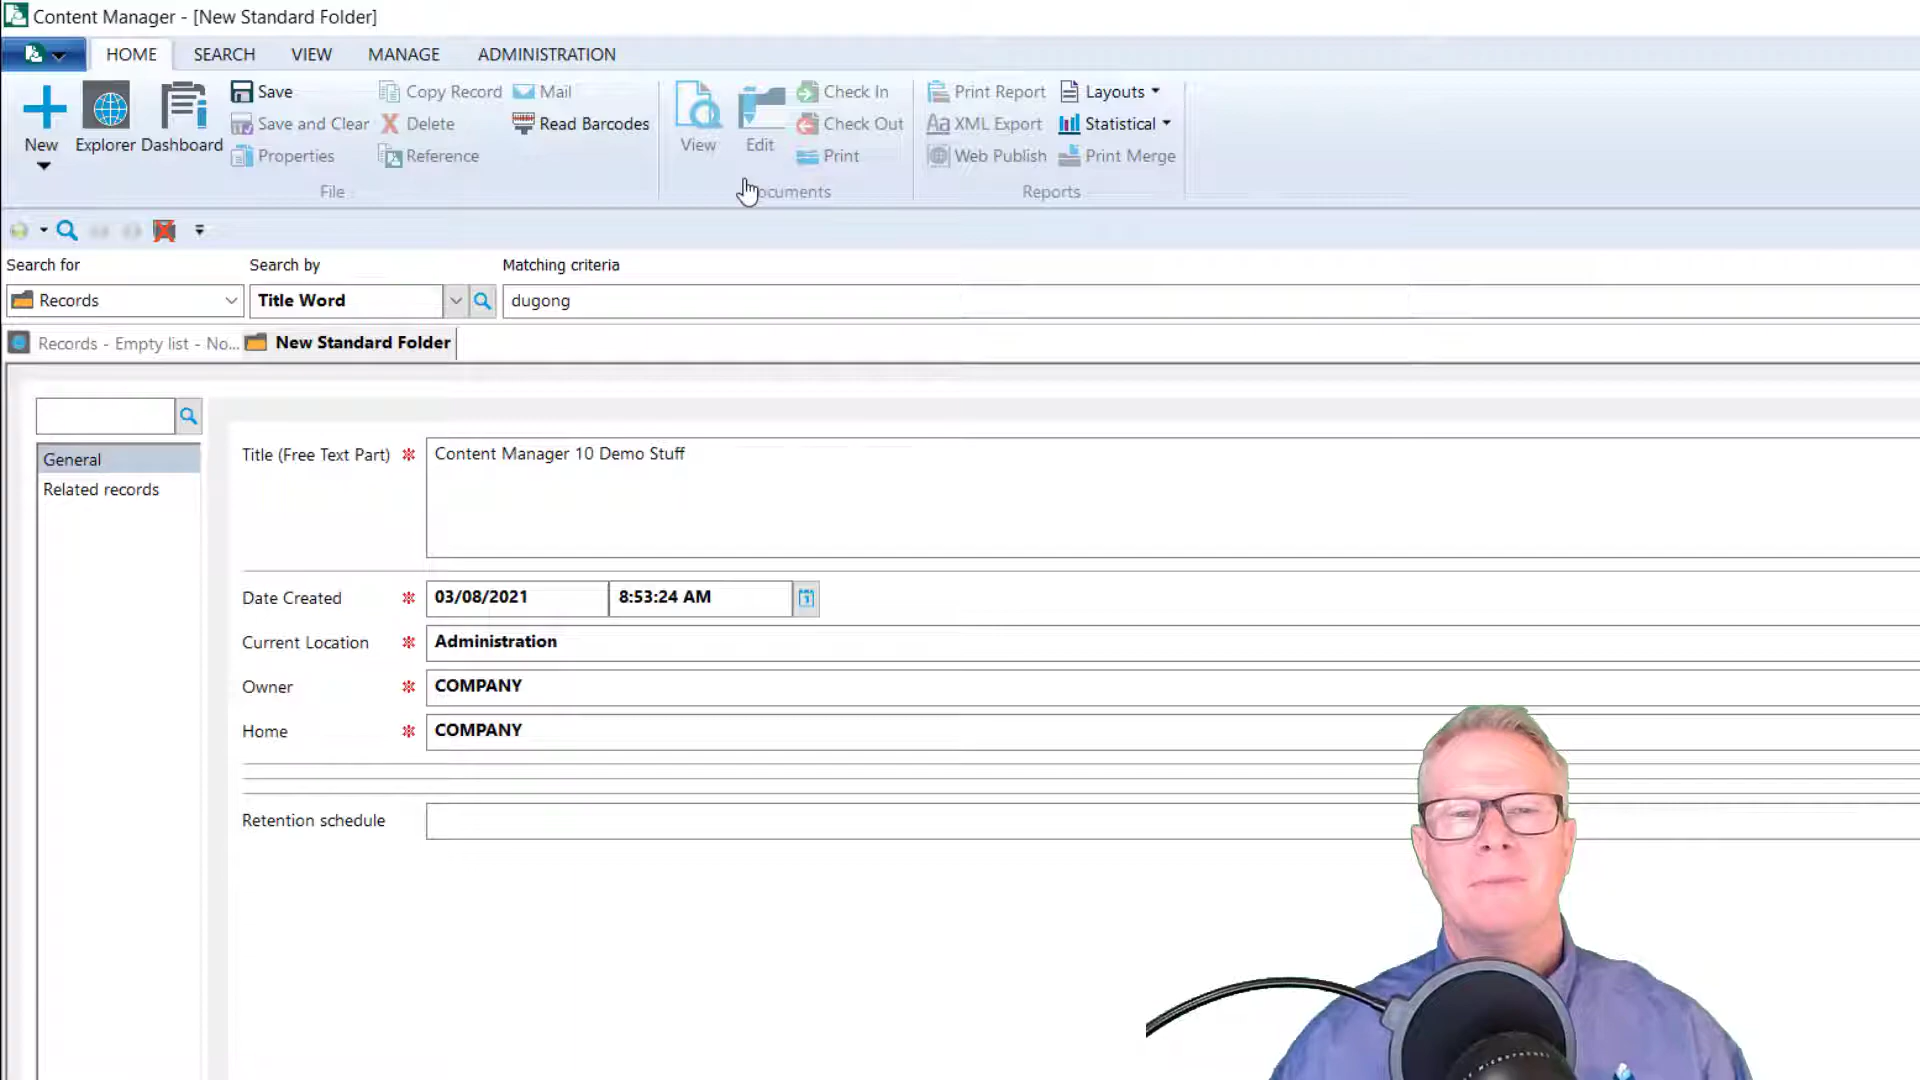 Content Manager - [New Standard Folder]
HOME SEARCH VIEW MANAGE ADMINISTRATION
New Explorer Dashboard
Save Copy Record Mail
Save and Clear Delete Read Barcodes
Properties Reference
File
View Edit
Check In
Check Out
Print
Print Report Layouts
XML Export Statistical
Web Publish Print Merge
Reports
Search for Search by Matching criteria
Records Title Word dugong
Records - Empty list - No... New Standard Folder
General
Related records
Title (Free Text Part) Content Manager 10 Demo Stuff
Date Created 03/08/2021 8:53:24 AM
Current Location Administration
Owner COMPANY
Home COMPANY
Retention schedule